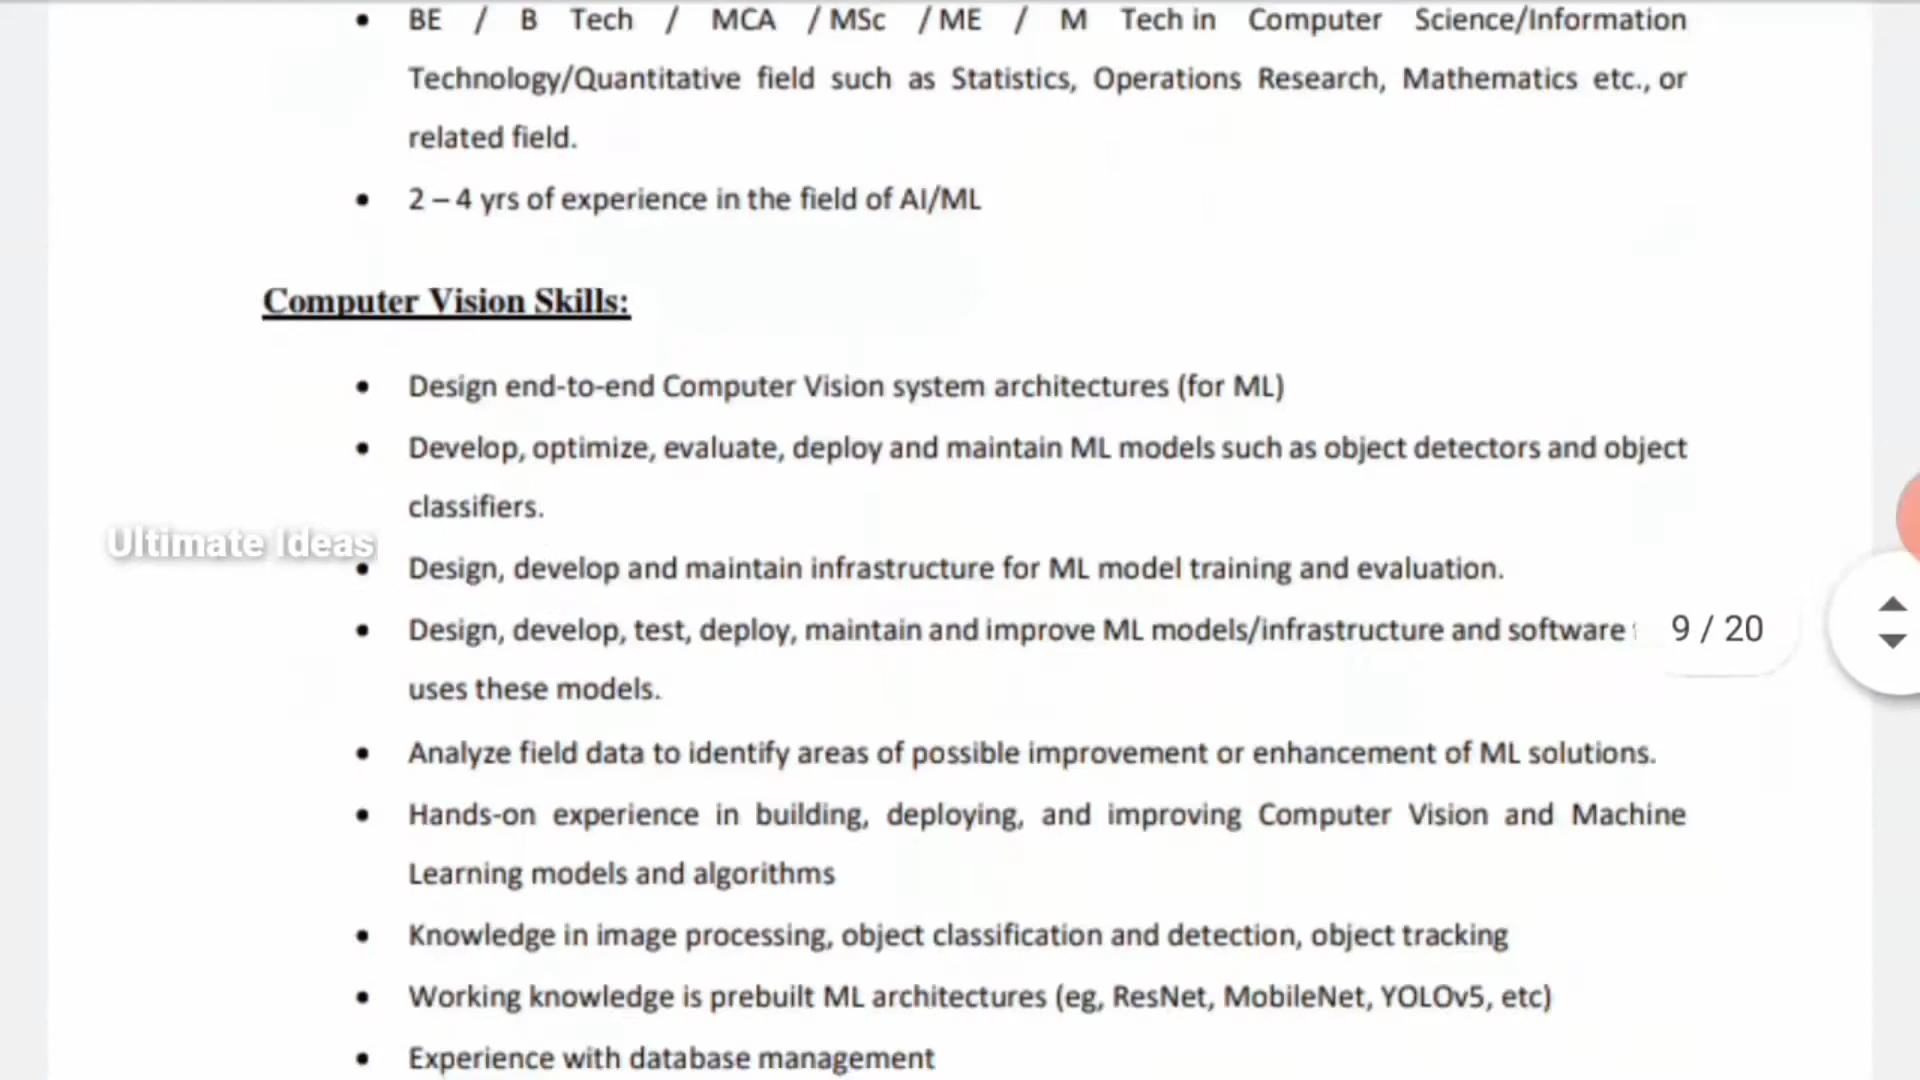 BE / B Tech / MCA / MSc / ME / M Tech in Computer Science/Information
Technology/Quantitative field such as Statistics, Operations Research, Mathematics etc., or
related field.
2 – 4 yrs of experience in the field of AI/ML
Computer Vision Skills:
Design end-to-end Computer Vision system architectures (for ML)
Develop, optimize, evaluate, deploy and maintain ML models such as object detectors and object
classifiers.
Ultimate Ideas
Design, develop and maintain infrastructure for ML model training and evaluation.
Design, develop, test, deploy, maintain and improve ML models/infrastructure and software
9 / 20
uses these models.
Analyze field data to identify areas of possible improvement or enhancement of ML solutions.
Hands-on experience in building, deploying, and improving Computer Vision and Machine
Learning models and algorithms
Knowledge in image processing, object classification and detection, object tracking
Working knowledge is prebuilt ML architectures (eg, ResNet, MobileNet, YOLOv5, etc)
Experience with database management